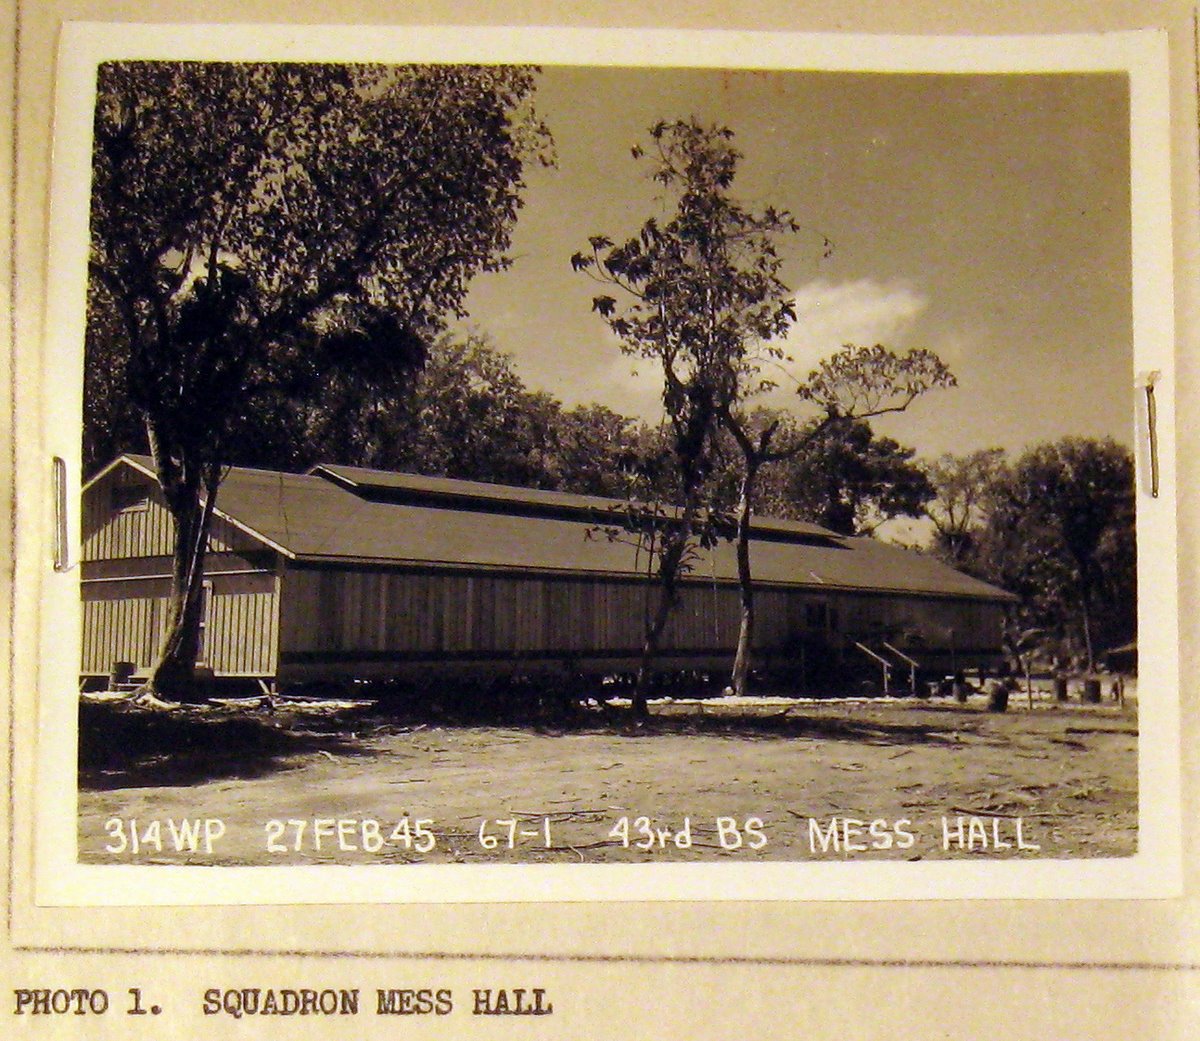 314WP 27FEB45 67-1 43rd BS MESS HALL
PHOTO 1. SQUADRON MESS HALL